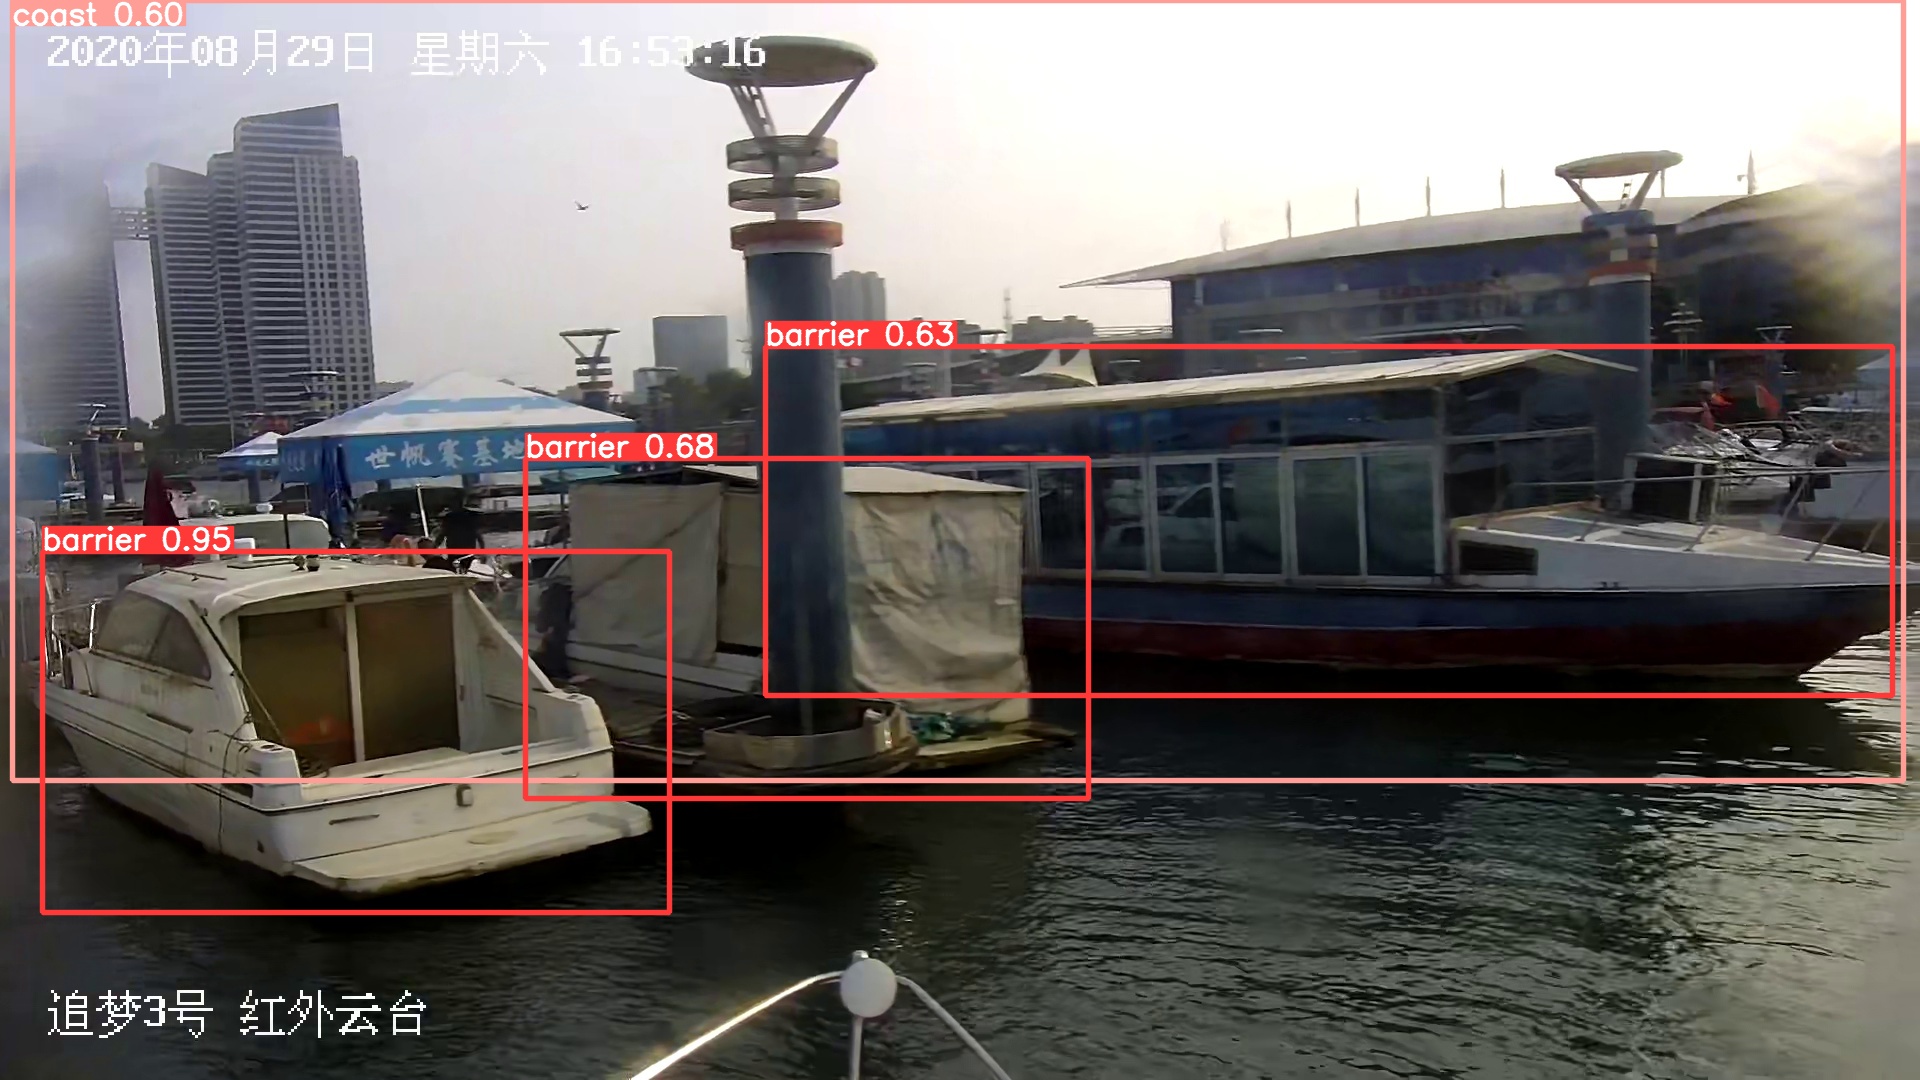 coast 0.60
2020年08月29日 星期六 16:53:16
barrier 0.63
barrier 0.68
世帆赛基地
barrier 0.95
追梦3号 红外云台